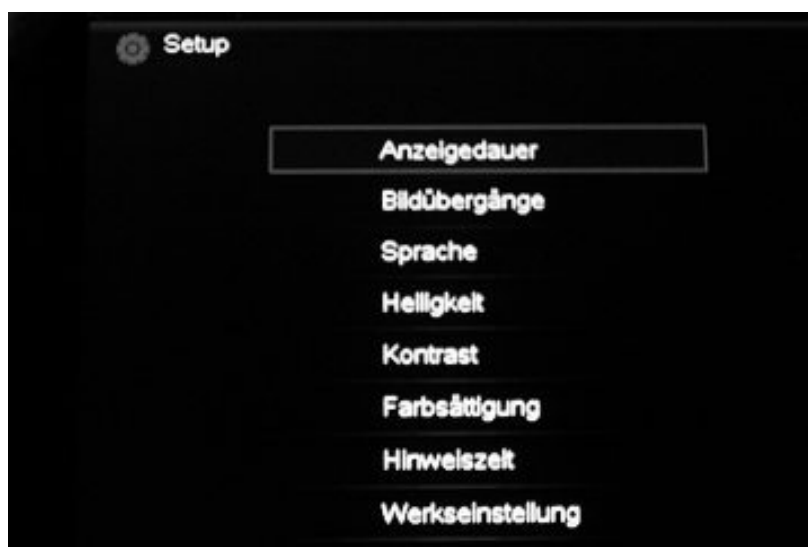 Setup
Anzeigedauer
Bildübergänge
Sprache
Helligkeit
Kontrast
Farbsättigung
Hinweiszeit
Werkseinstellung